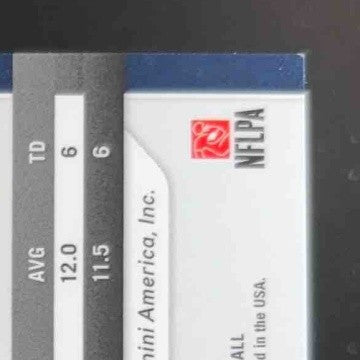 AVG TD
12.0 6
11.5 6
mini America, Inc.
NFLPA
ALL
d in the USA.